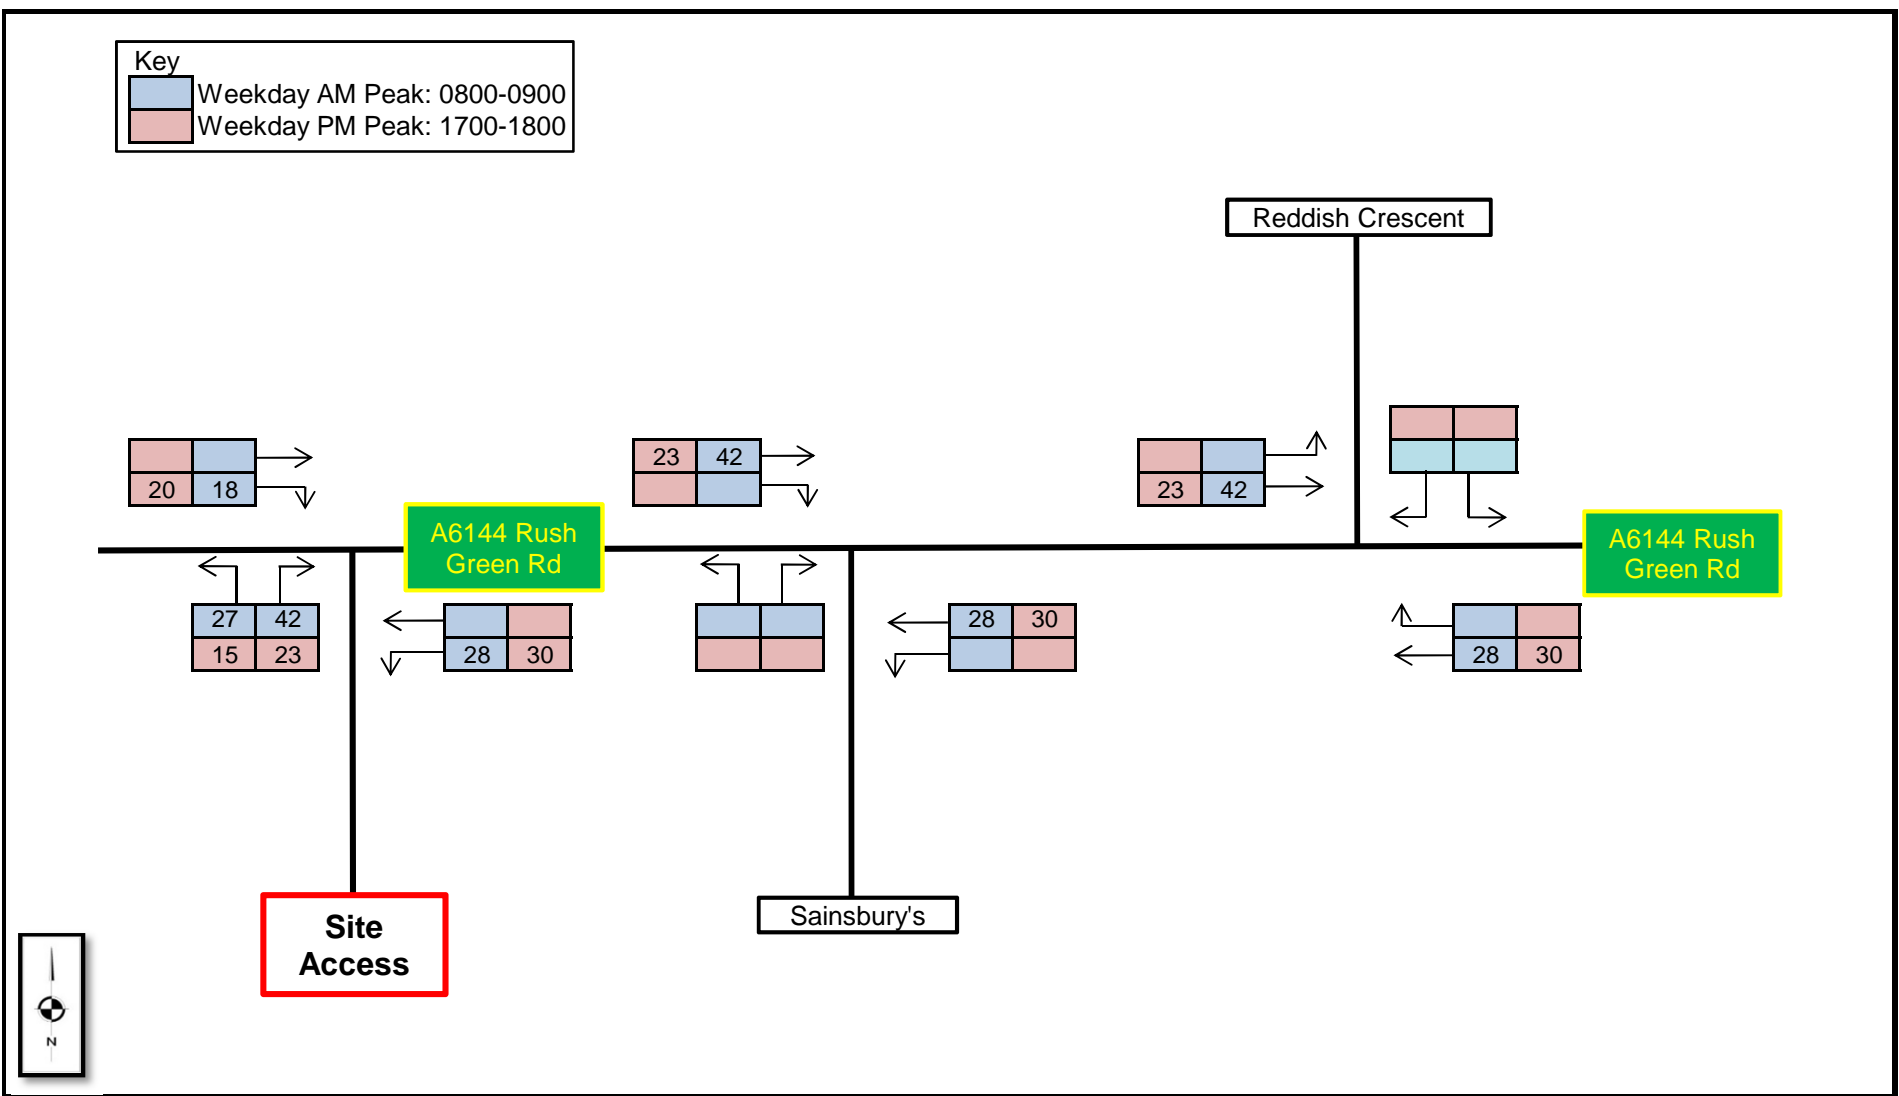 Key
Weekday AM Peak: 0800-0900
Weekday PM Peak: 1700-1800
Reddish Crescent
20 18
23 42
23 42
A6144 Rush
Green Rd
A6144 Rush
Green Rd
27 42
15 23
28 30
28 30
28 30
Site
Access
Sainsbury's
N